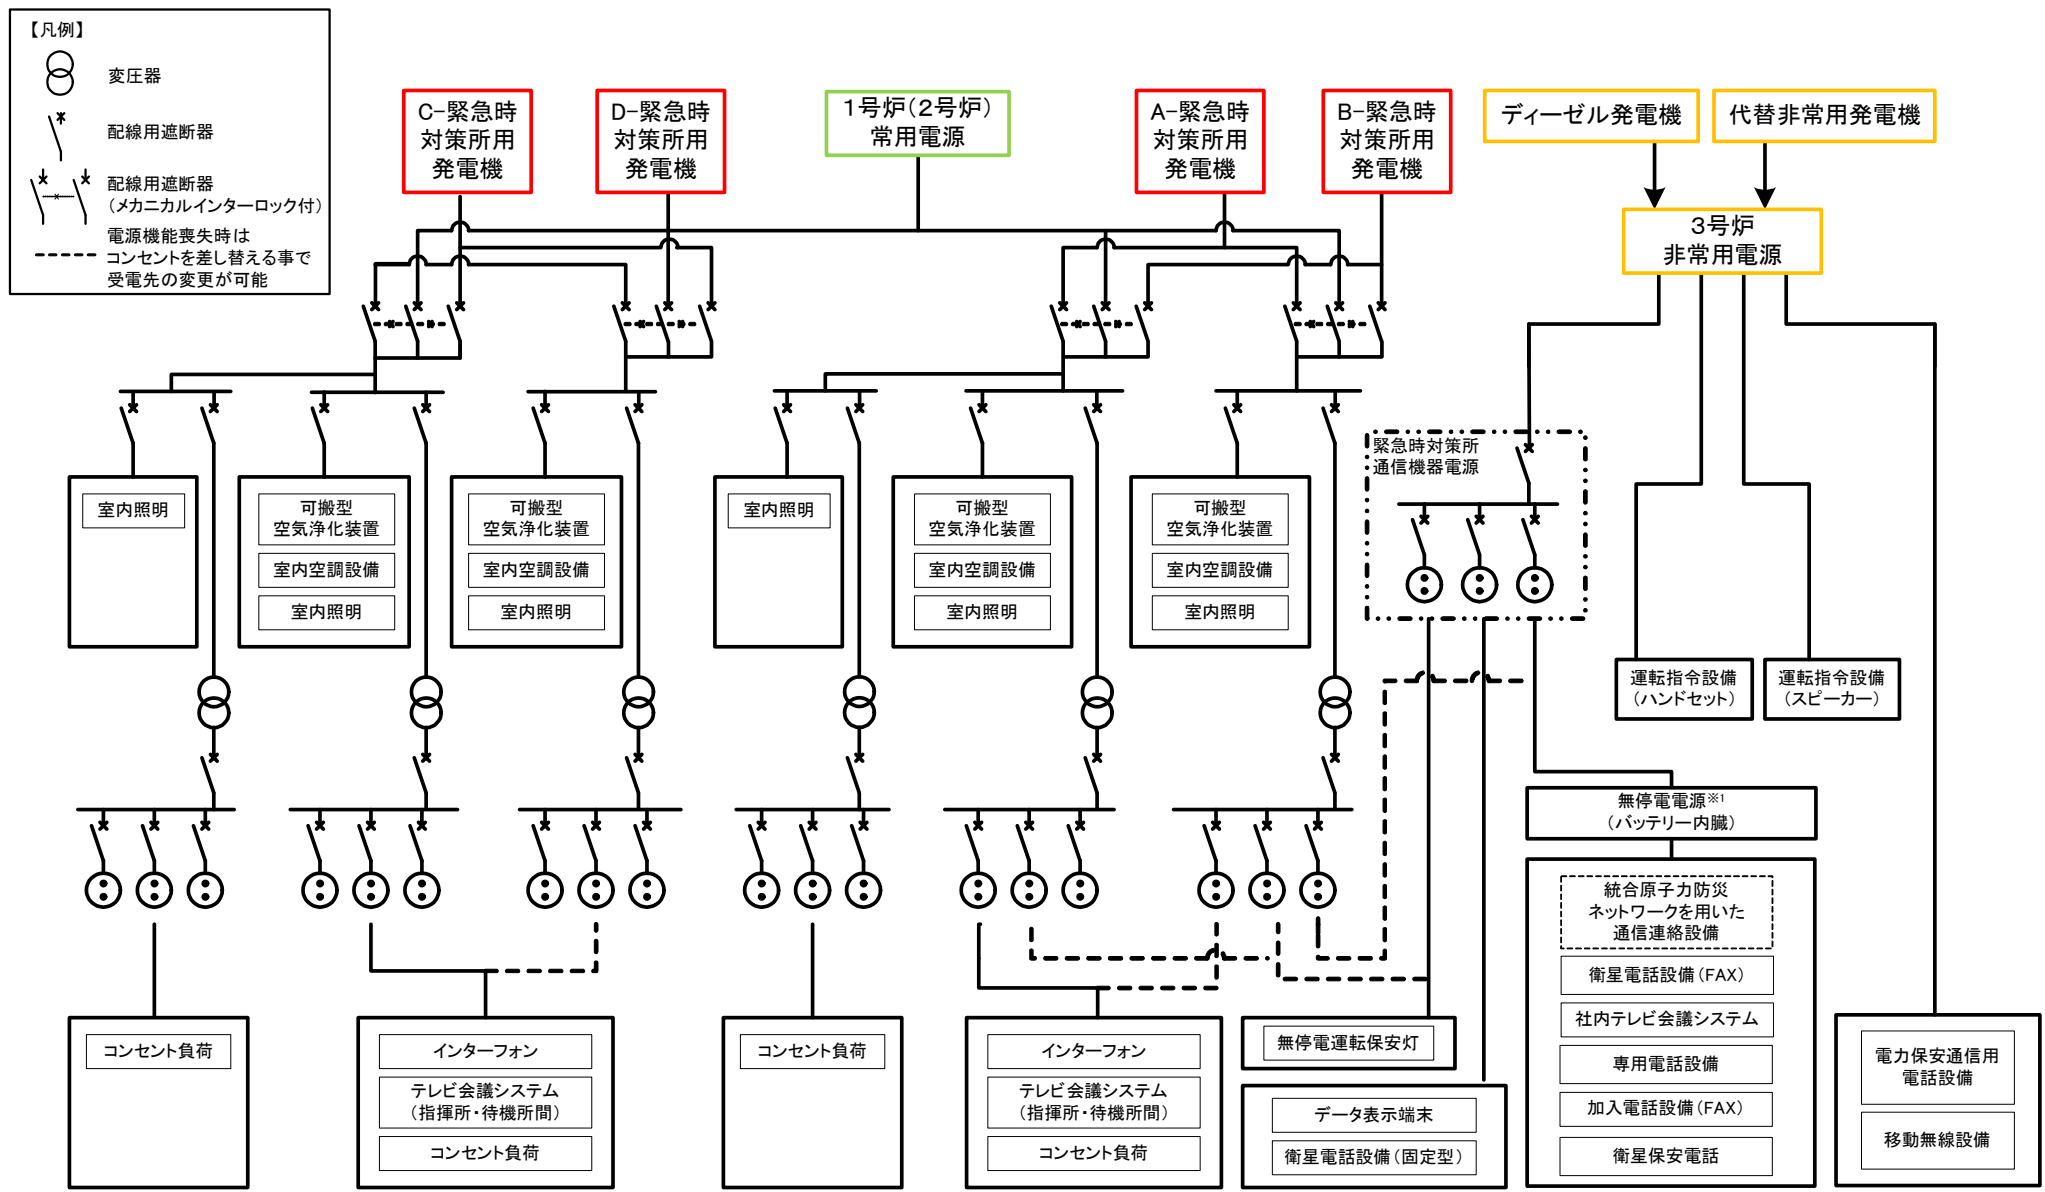 【凡例】
変圧器
配線用遮断器
配線用遮断器
（メカニカルインターロック付）
電源機能喪失時は
コンセントを差し替える事で
受電先の変更が可能
C-緊急時
対策所用
発電機
D-緊急時
対策所用
発電機
1号炉（2号炉）
常用電源
A-緊急時
対策所用
発電機
B-緊急時
対策所用
発電機
ディーゼル発電機
代替非常用発電機
3号炉
非常用電源
緊急時対策所
通信機器電源
室内照明
可搬型
空気浄化装置
室内空調設備
室内照明
可搬型
空気浄化装置
室内空調設備
室内照明
室内照明
可搬型
空気浄化装置
室内空調設備
室内照明
可搬型
空気浄化装置
室内空調設備
室内照明
運転指令設備
（ハンドセット）
運転指令設備
（スピーカー）
無停電電源※1
（バッテリー内臓）
統合原子力防災
ネットワークを用いた
通信連絡設備
衛星電話設備（FAX）
社内テレビ会議システム
専用電話設備
加入電話設備（FAX）
衛星保安電話
コンセント負荷
インターフォン
テレビ会議システム
（指揮所・待機所間）
コンセント負荷
コンセント負荷
インターフォン
テレビ会議システム
（指揮所・待機所間）
コンセント負荷
無停電運転保安灯
データ表示端末
衛星電話設備（固定型）
電力保安通信用
電話設備
移動無線設備